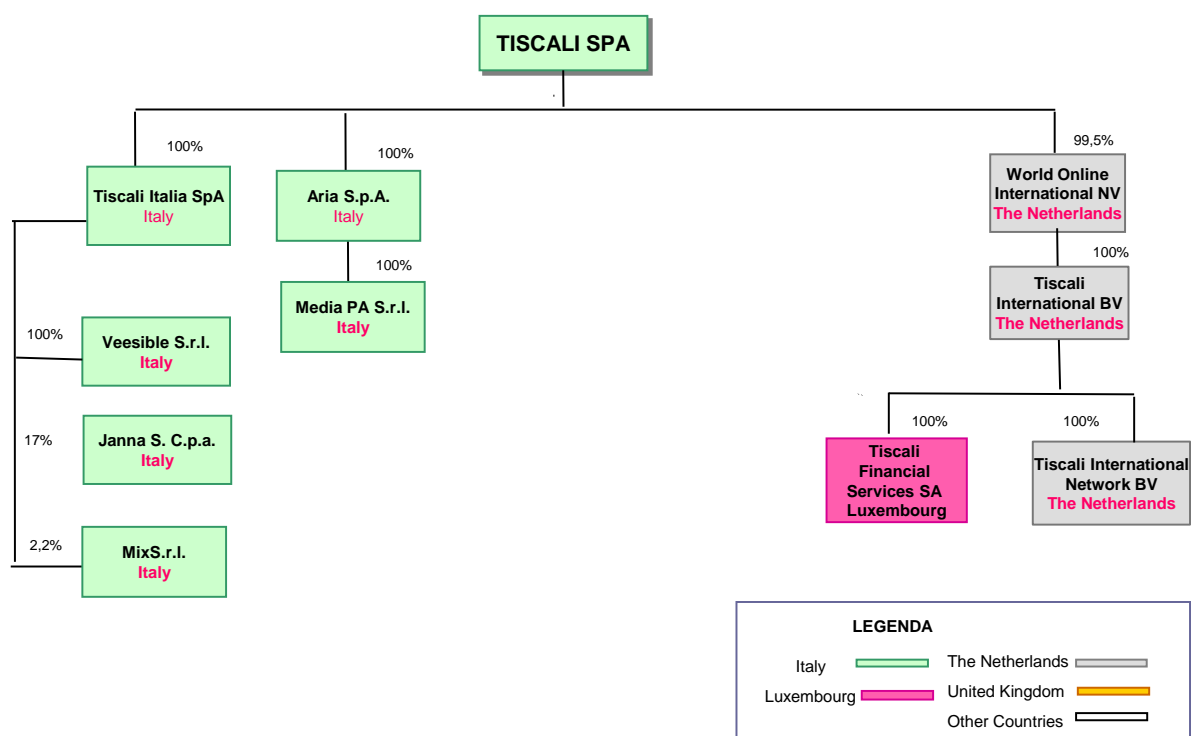 TISCALI SPA
100%
100%
99,5%
Tiscali Italia SpA
Italy
Aria S.p.A.
Italy
World Online
International NV
The Netherlands
100%
100%
Media PA S.r.l.
Italy
Tiscali
International BV
The Netherlands
100%
Veesible S.r.l.
Italy
17%
Janna S. C.p.a.
Italy
100%
100%
Tiscali
Financial
Services SA
Luxembourg
Tiscali International
Network BV
The Netherlands
2,2%
MixS.r.l.
Italy
LEGENDA
Italy
The Netherlands
Luxembourg
United Kingdom
Other Countries